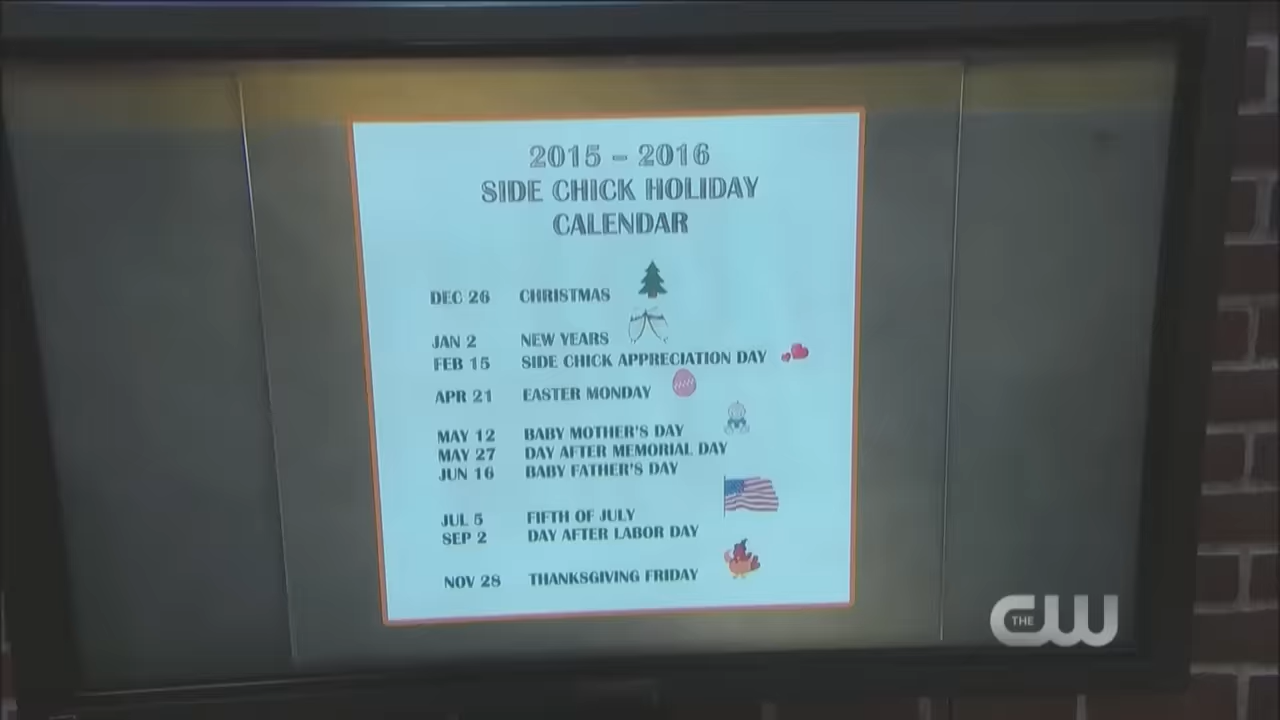 2015 – 2016
SIDE CHICK HOLIDAY
CALENDAR
DEC 26 CHRISTMAS
JAN 2 NEW YEARS
FEB 15 SIDE CHICK APPRECIATION DAY
APR 21 EASTER MONDAY
MAY 12 BABY MOTHER'S DAY
MAY 27 DAY AFTER MEMORIAL DAY
JUN 16 BABY FATHER'S DAY
JUL 5 FIFTH OF JULY
SEP 2 DAY AFTER LABOR DAY
NOV 28 THANKSGIVING FRIDAY
THE CW